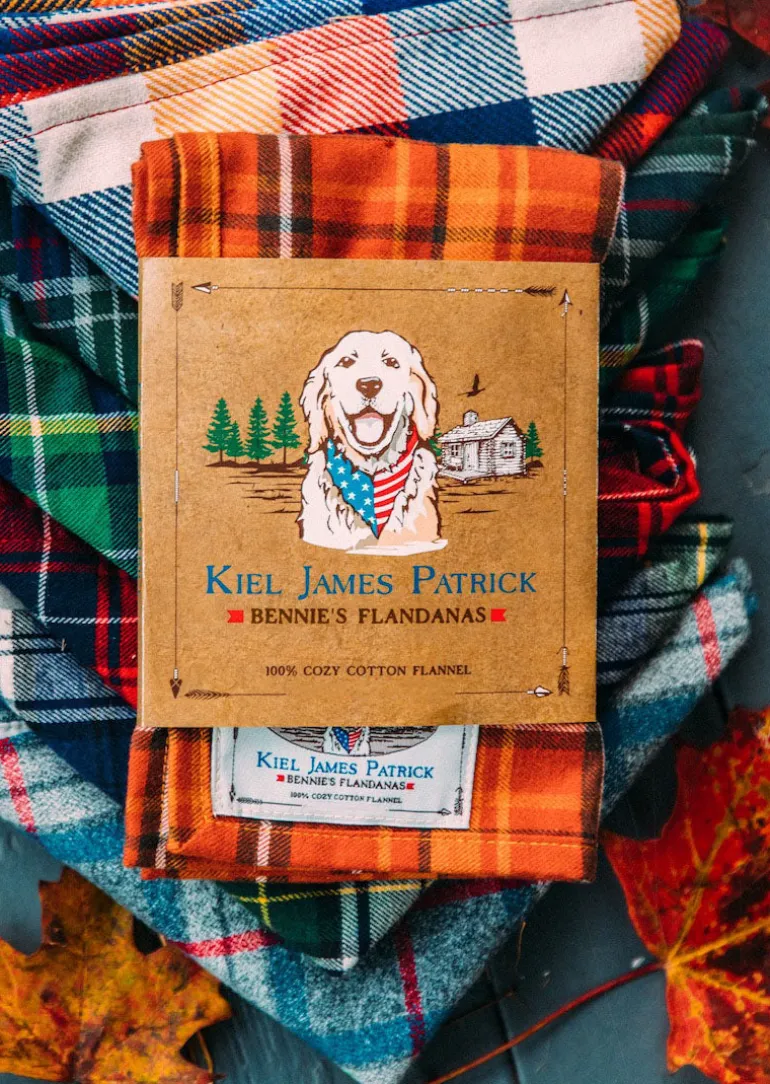 KIEL JAMES PATRICK
BENNIE'S FLANDANAS
100% COZY COTTON FLANNEL
KIEL JAMES PATRICK
BENNIE'S FLANDANAS
100% COZY COTTON FLANNEL